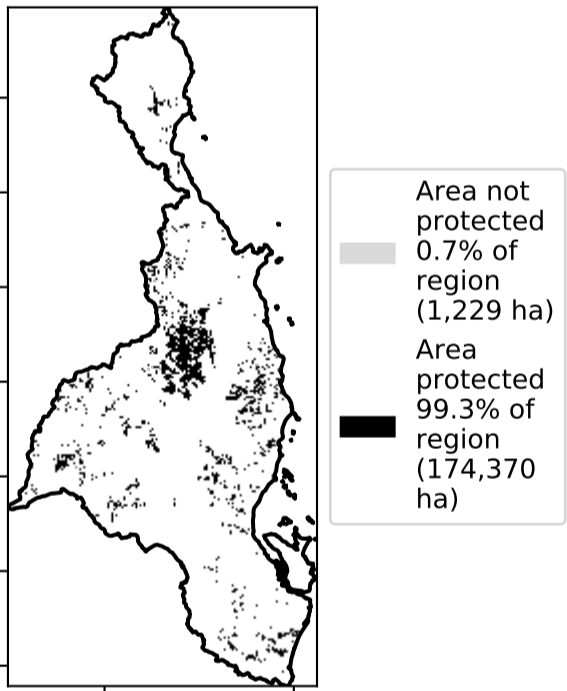 Area not
protected
0.7% of
region
(1,229 ha)
Area
protected
99.3% of
region
(174,370
ha)